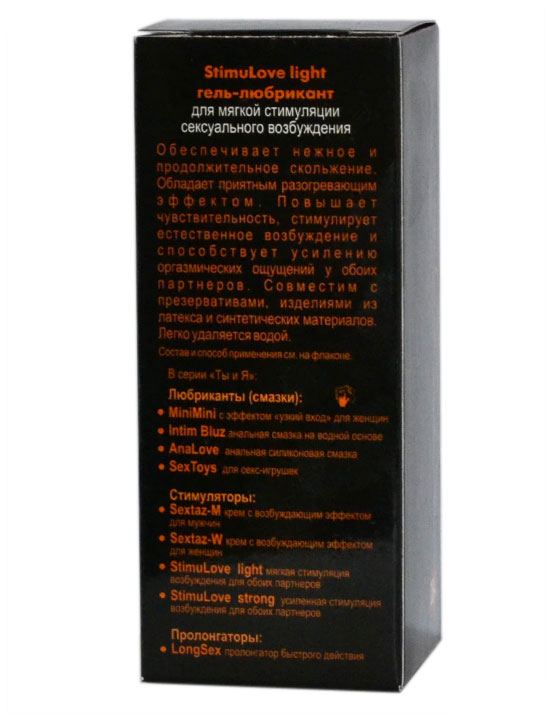 StimuLove light
гель-любрикант
для мягкой стимуляции
сексуального возбуждения
Обеспечивает нежное и
продолжительное скольжение.
Обладает приятным разогревающим
эффектом. Повышает
чувствительность, стимулирует
естественное возбуждение и
способствует усилению
оргазмических ощущений у обоих
партнеров. Совместим с
презервативами, изделиями из
латекса и синтетических материалов.
Легко удаляется водой.
Состав и способ применения см. на флаконе.
В серии «Ты и Я»:
Любриканты (смазки):
• MiniMini с эффектом «узкий вход» для женщин
• Intim Bluz анальная смазка на водной основе
• AnaLove анальная силиконовая смазка
• SexToys для секс-игрушек
Стимуляторы:
• Sextaz-M крем с возбуждающим эффектом
для мужчин
• Sextaz-W крем с возбуждающим эффектом
для женщин
• StimuLove light мягкая стимуляция
возбуждения для обоих партнеров
• StimuLove strong усиленная стимуляция
возбуждения для обоих партнеров
Пролонгаторы:
• LongSex пролонгатор быстрого действия